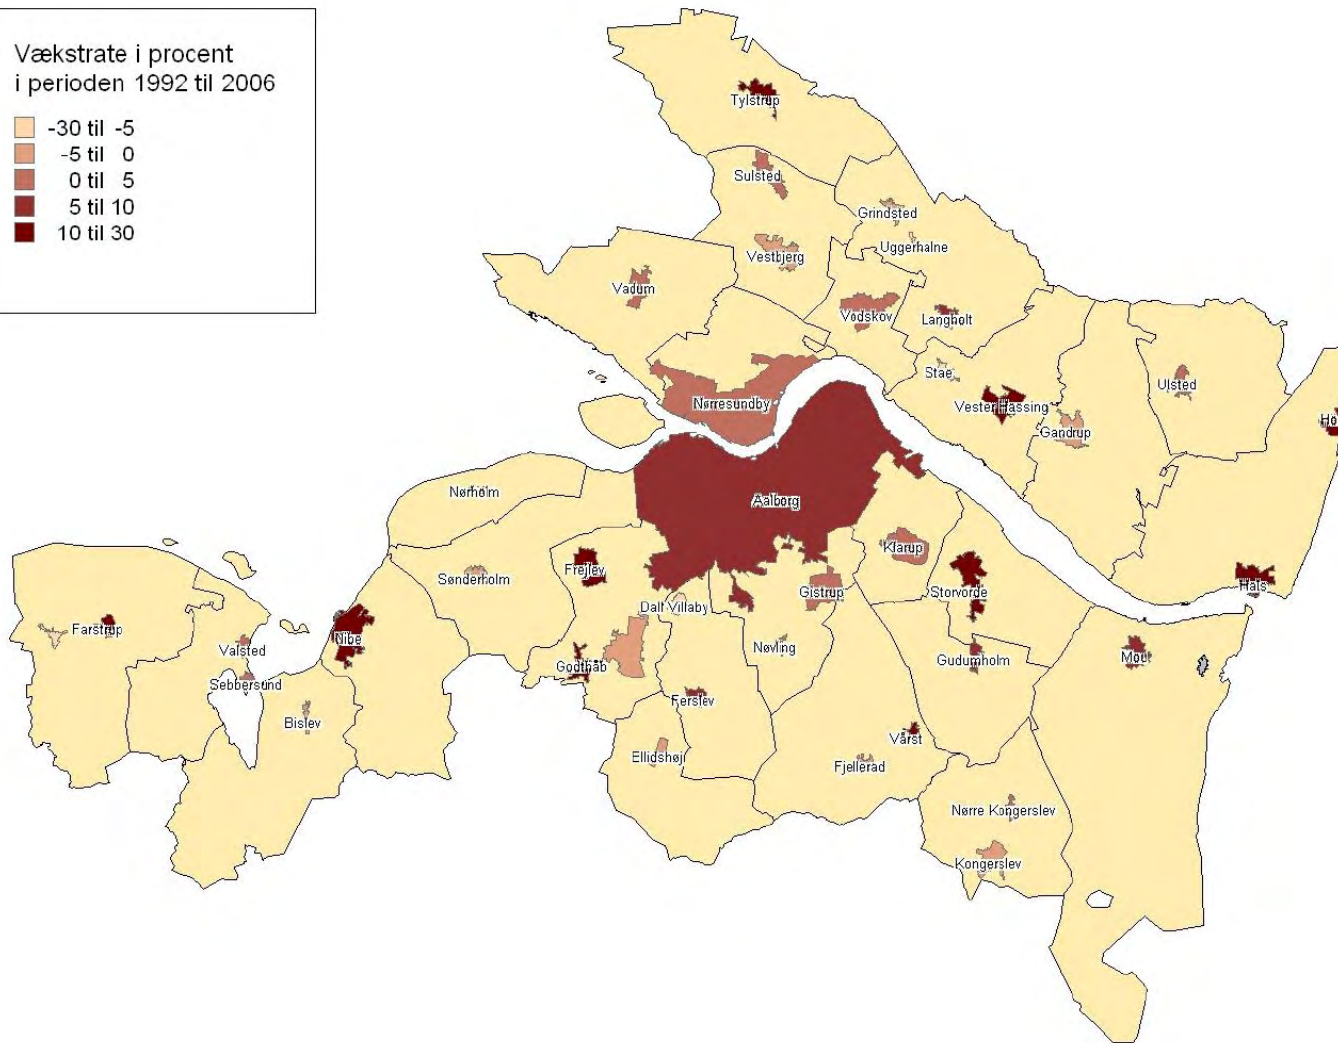 Vækstrate i procent
i perioden 1992 til 2006
-30 til -5
-5 til 0
0 til 5
5 til 10
10 til 30
Tylstrup
Sulsted
Grindsted
Uggerhalne
Vestbjerg
Vadum
Vodskov
Langholt
Stae
Ulsted
Nørresundby
Vester Hassing
Ho
Gandrup
Nørholm
Aalborg
Klarup
Frejlev
Sønderholm
Hals
Storvorde
Gistrup
Dall Villaby
Farstrup
Nibe
Valsted
Nøvling
Mou
Gudumholm
Godthåb
Sebbersund
Ferslev
Bislev
Vårst
Ellidshøj
Fjellerad
Nørre Kongerslev
Kongerslev